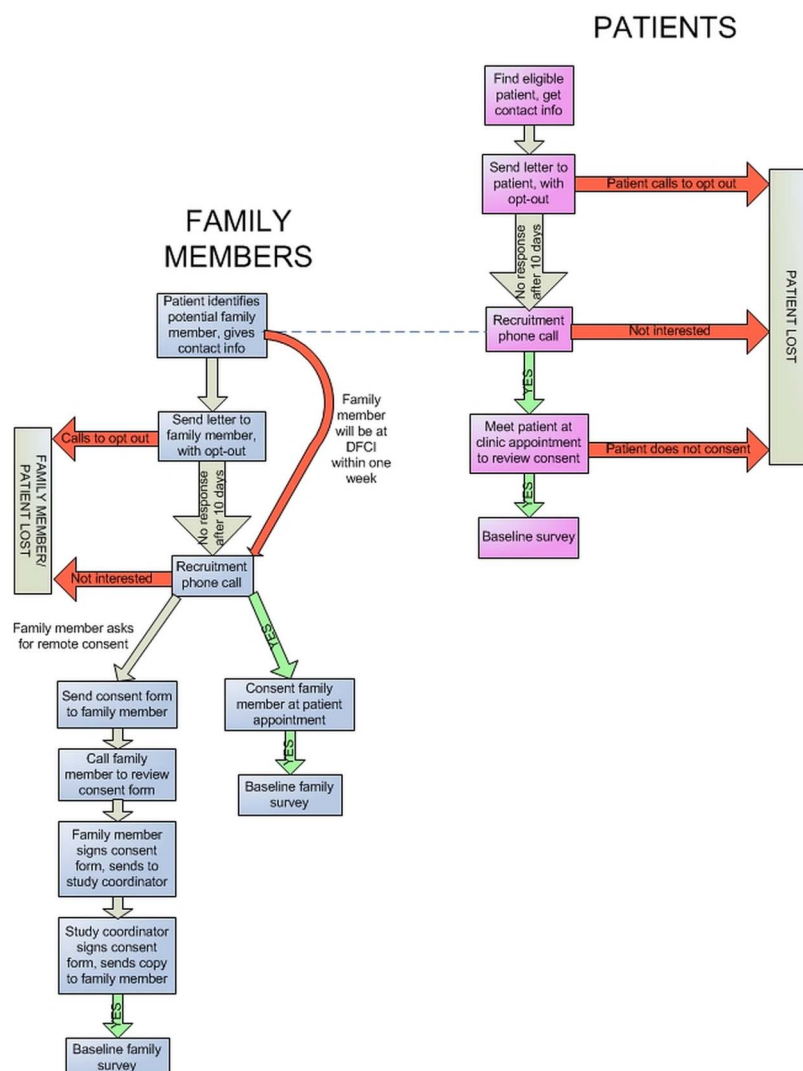 PATIENTS
Find eligible
patient, get
contact info
Send letter to
patient, with
opt-out
Patient calls to opt out
No response
after 10 days
Recruitment
phone call
Not interested
YES
Meet patient at
clinic appointment
to review consent
Patient does not consent
YES
Baseline survey
PATIENT LOST
FAMILY
MEMBERS
Patient identifies
potential family
member, gives
contact info
Family
member
will be at
DFCI
within one
week
Send letter to
family member,
with opt-out
Calls to opt out
FAMILY MEMBER/
PATIENT LOST
No response
after 10 days
Recruitment
phone call
Not interested
Family member asks
for remote consent
YES
Send consent form
to family member
Consent family
member at patient
appointment
YES
Baseline family
survey
Call family
member to review
consent form
Family member
signs consent
form, sends to
study coordinator
Study coordinator
signs consent
form, sends copy
to family member
YES
Baseline family
survey